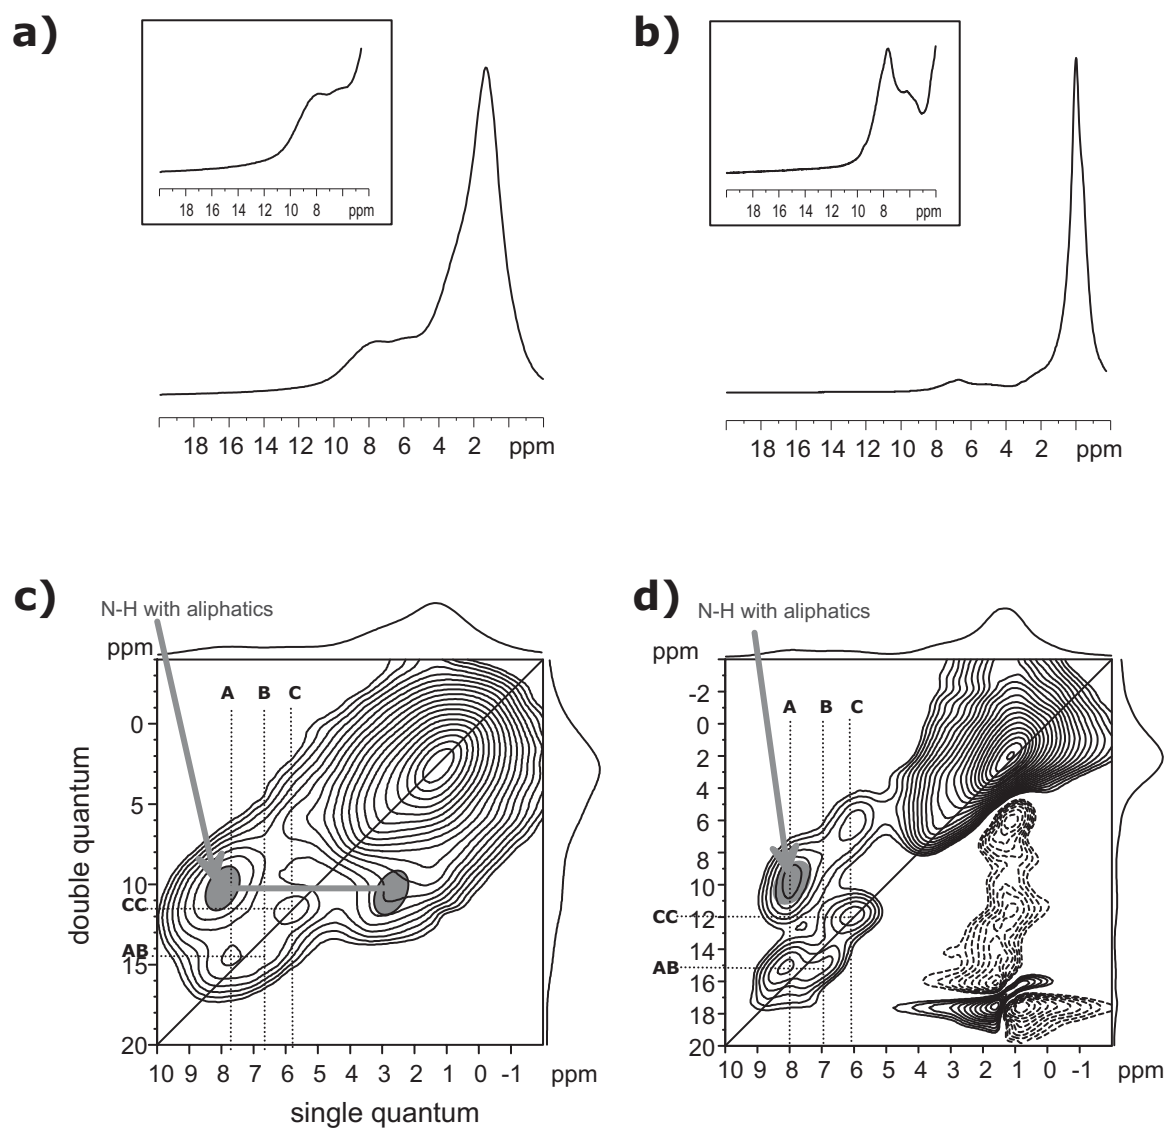 a)
18 16 14 12 10 8 ppm
18 16 14 12 10 8 6 4 2 ppm
b)
18 16 14 12 10 8 ppm
18 16 14 12 10 8 6 4 2 ppm
c)
N-H with aliphatics
ppm
A B C
0
5
10
CC
AB
15
20
double quantum
10 9 8 7 6 5 4 3 2 1 0 -1 ppm
single quantum
d)
N-H with aliphatics
ppm
A B C
-2
0
2
4
6
8
10
CC 12
14
AB
16
18
20
10 9 8 7 6 5 4 3 2 1 0 -1 ppm